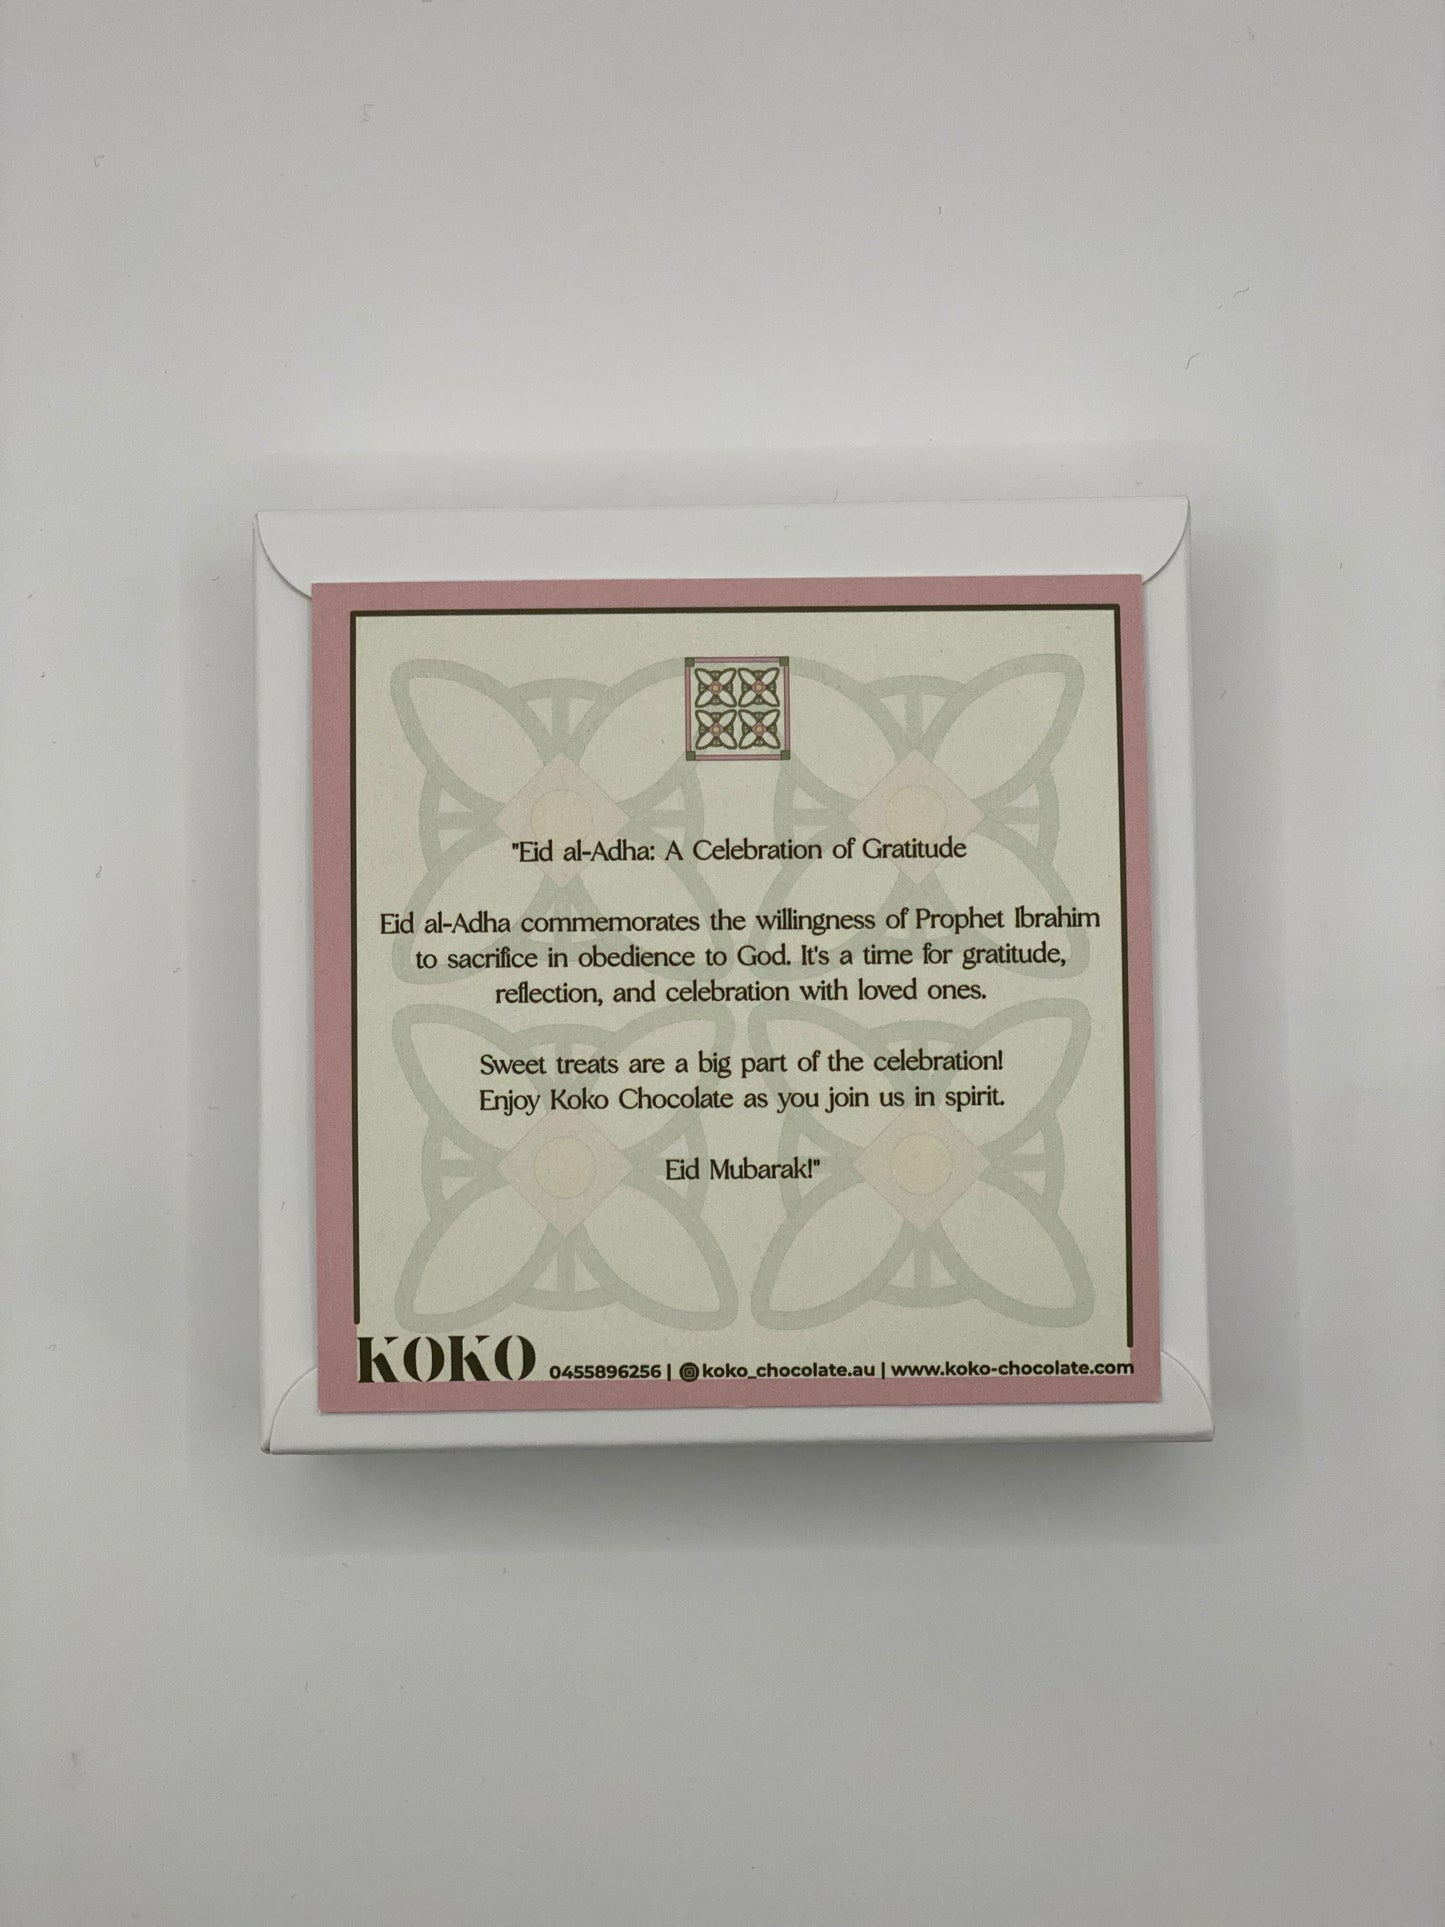 "Eid al-Adha: A Celebration of Gratitude
Eid al-Adha commemorates the willingness of Prophet Ibrahim
to sacrifice in obedience to God. It's a time for gratitude,
reflection, and celebration with loved ones.
Sweet treats are a big part of the celebration!
Enjoy Koko Chocolate as you join us in spirit.
Eid Mubarak!"
KOKO 0455896256 | koko_chocolate.au | www.koko-chocolate.com